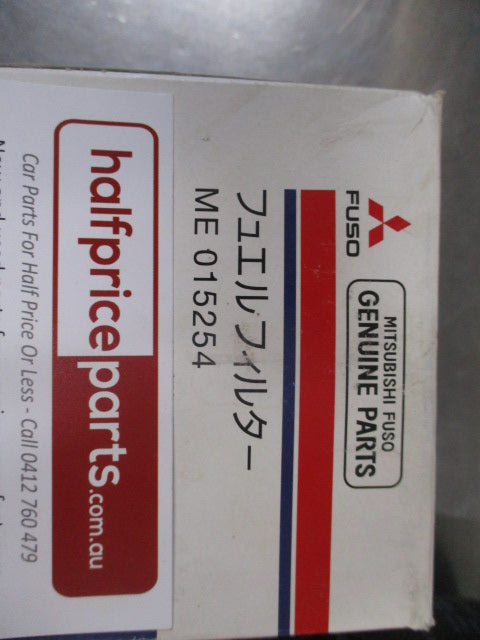 FUSO
MITSUBISHI FUSO
GENUINE PARTS
フュエルフィルター
ME 015254
halfpriceparts.com.au
Car Parts For Half Price Or Less - Call 0412 760 479